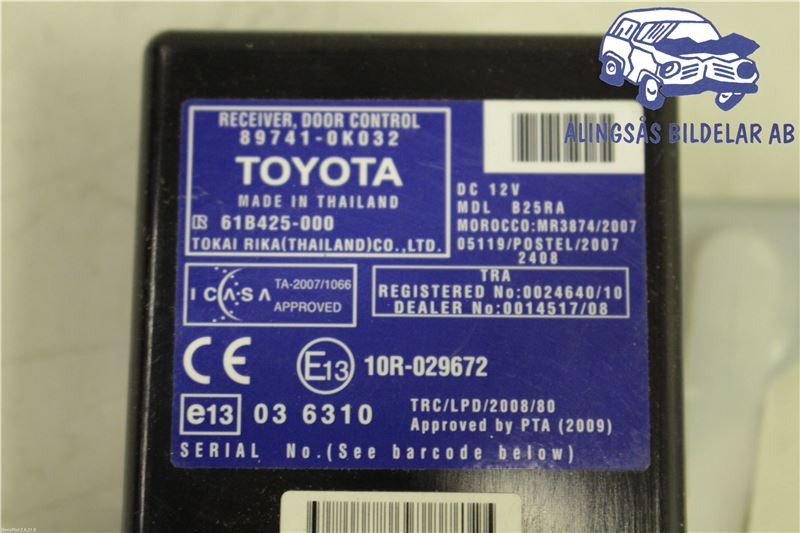 ALINGSÅS BILDELAR AB
RECEIVER, DOOR CONTROL
89741-0K032
TOYOTA
MADE IN THAILAND
61B425-000
TOKAI RIKA(THAILAND)CO.,LTD.
DC 12V
MDL B25RA
MOROCCO:MR3874/2007
05119/POSTEL/2007
2408
ICASA
TA-2007/1066
APPROVED
TRA
REGISTERED No:0024640/10
DEALER No:0014517/08
CE
E13 10R-029672
e13 03 6310
TRC/LPD/2008/80
Approved by PTA (2009)
SERIAL No.(See barcode below)